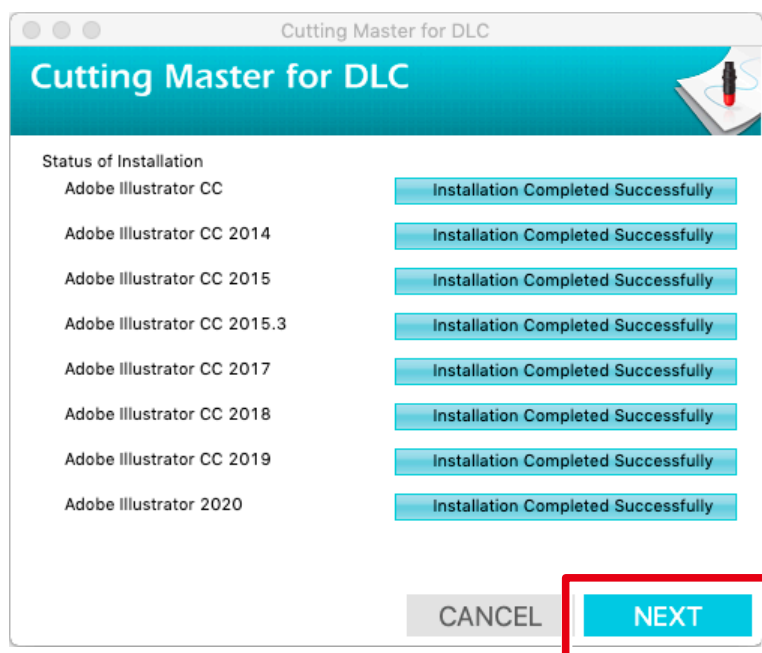 Cutting Master for DLC
Cutting Master for DLC
Status of Installation
Adobe Illustrator CC Installation Completed Successfully
Adobe Illustrator CC 2014 Installation Completed Successfully
Adobe Illustrator CC 2015 Installation Completed Successfully
Adobe Illustrator CC 2015.3 Installation Completed Successfully
Adobe Illustrator CC 2017 Installation Completed Successfully
Adobe Illustrator CC 2018 Installation Completed Successfully
Adobe Illustrator CC 2019 Installation Completed Successfully
Adobe Illustrator 2020 Installation Completed Successfully
CANCEL NEXT